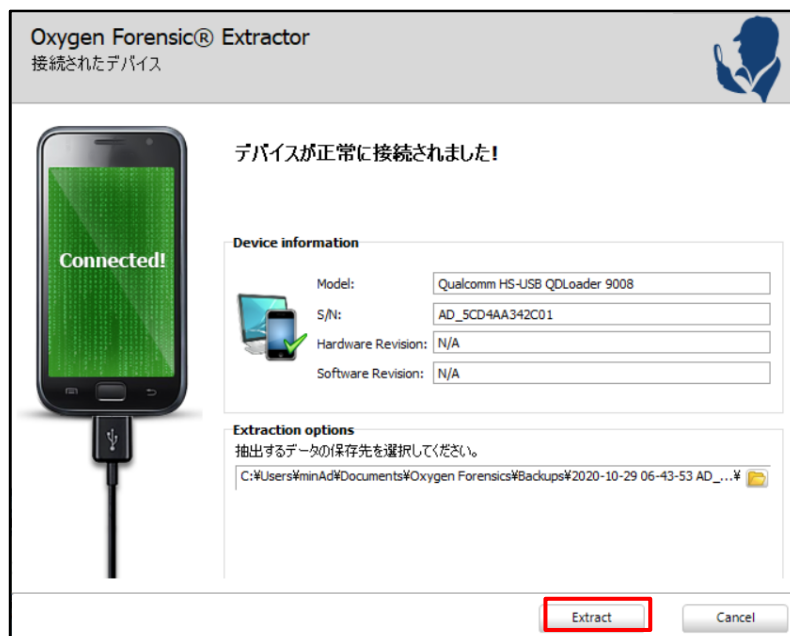 Oxygen Forensic® Extractor
接続されたデバイス
デバイスが正常に接続されました!
Connected!
Device information
Model: Qualcomm HS-USB QDLoader 9008
S/N: AD_5CD4AA342C01
Hardware Revision: N/A
Software Revision: N/A
Extraction options
抽出するデータの保存先を選択してください。
C:¥Users¥minAd¥Documents¥Oxygen Forensics¥Backups¥2020-10-29 06-43-53 AD_...¥
Extract Cancel